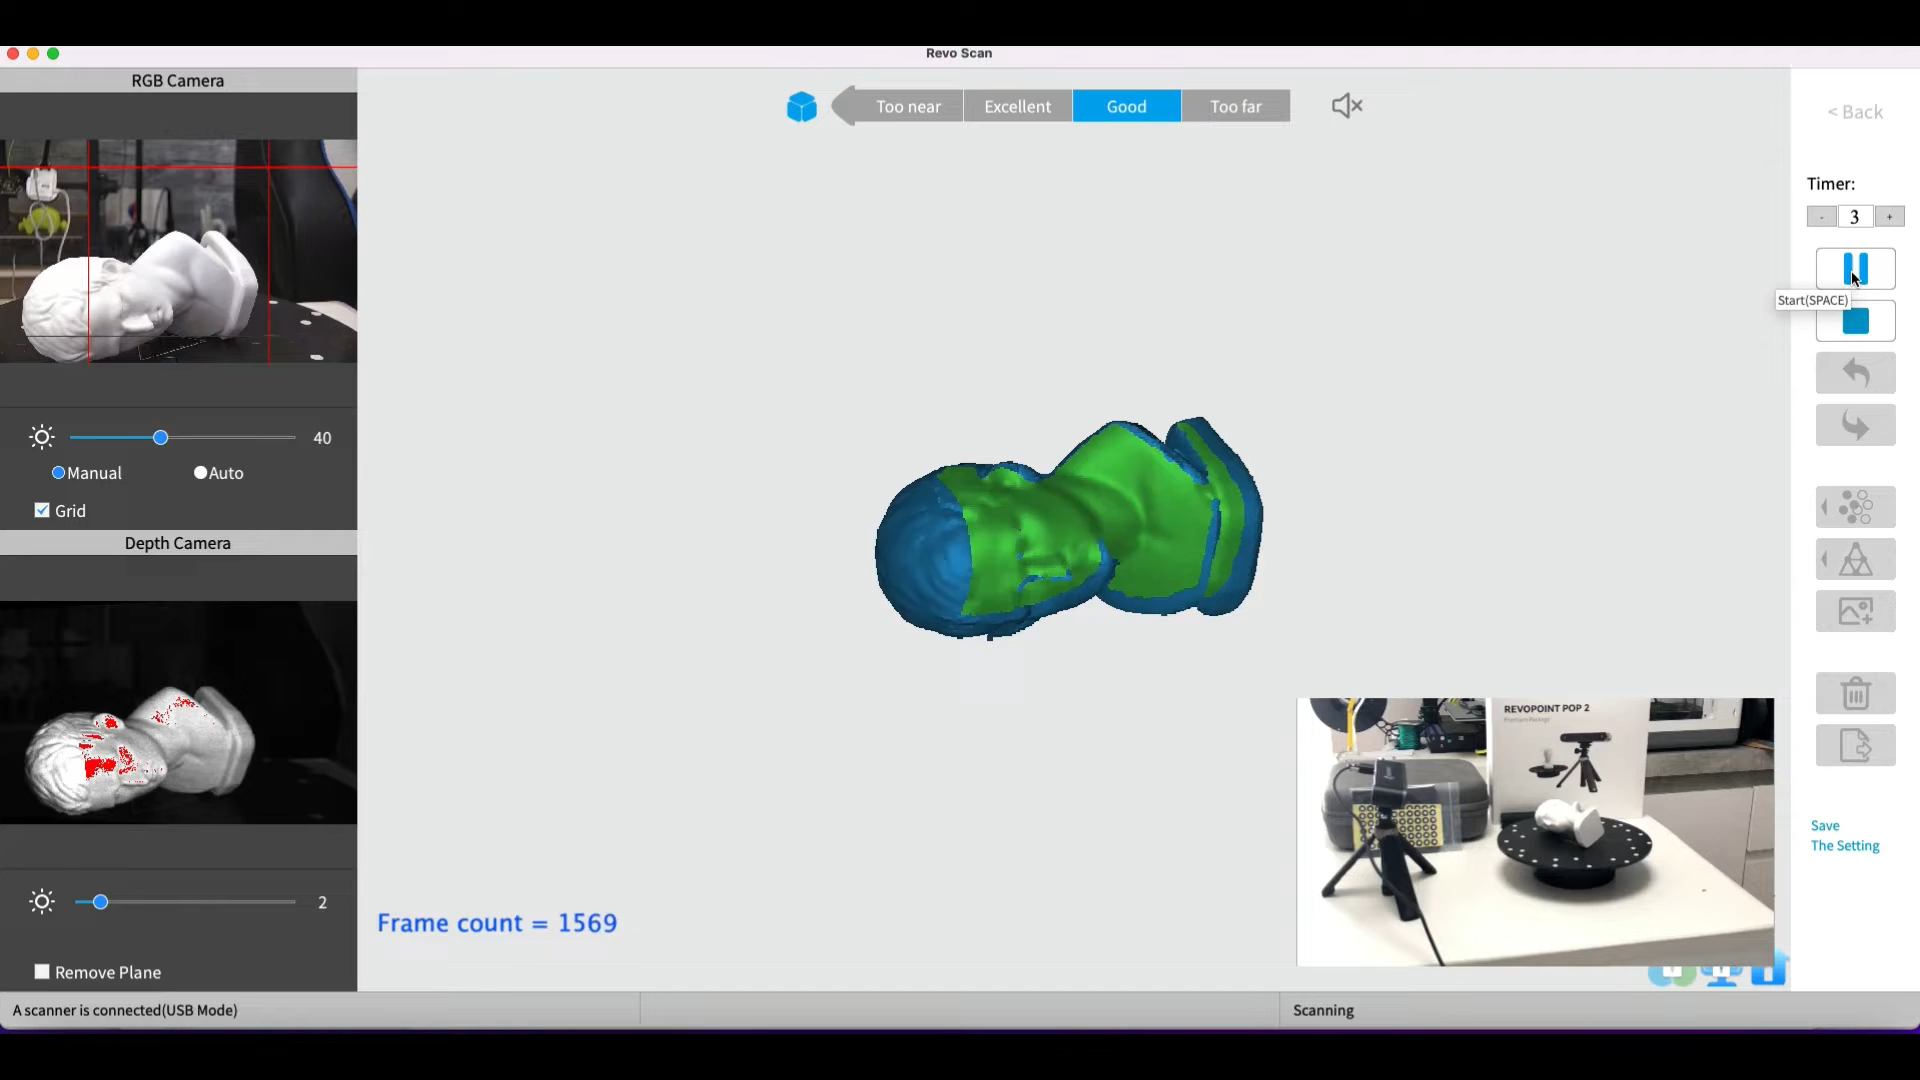 Revo Scan
RGB Camera
Too near
Excellent
Good
Too far
< Back
Timer:
- 3 +
Start(SPACE)
40
Manual
Auto
Grid
Depth Camera
REVOPOINT POP 2
Premium Package
Save
The Setting
2
Frame count = 1569
Remove Plane
A scanner is connected(USB Mode)
Scanning